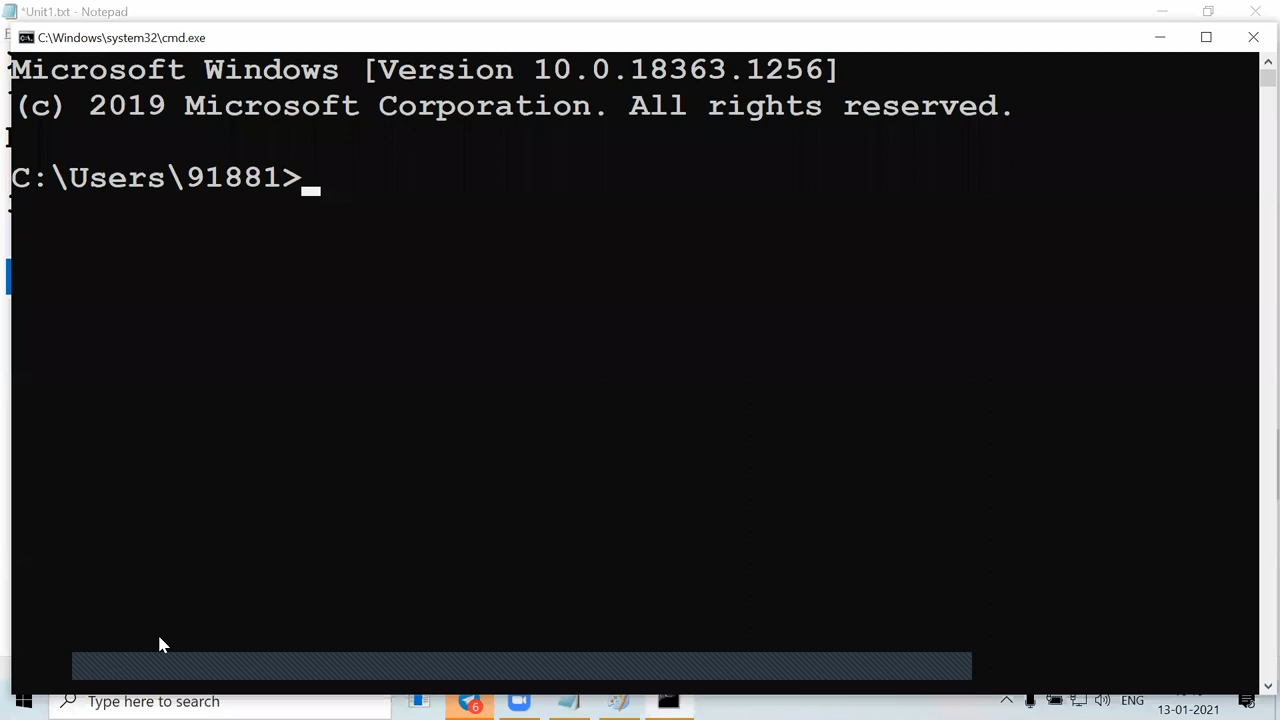 *Unit1.txt - Notepad
C:\Windows\system32\cmd.exe
Microsoft Windows [Version 10.0.18363.1256]
(c) 2019 Microsoft Corporation. All rights reserved.
C:\Users\91881>
Type here to search
6
ENG
13-01-2021